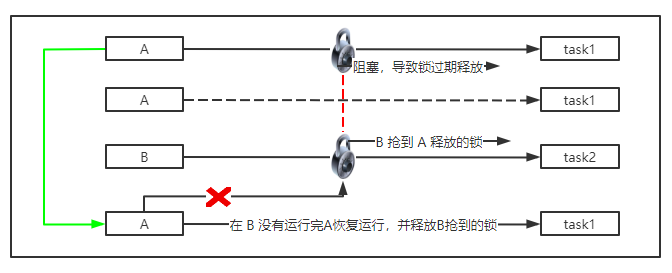 A
task1
阻塞，导致锁过期释放
A
task1
B 抢到 A 释放的锁
B
task2
A
在 B 没有运行完A恢复运行，并释放B抢到的锁
task1